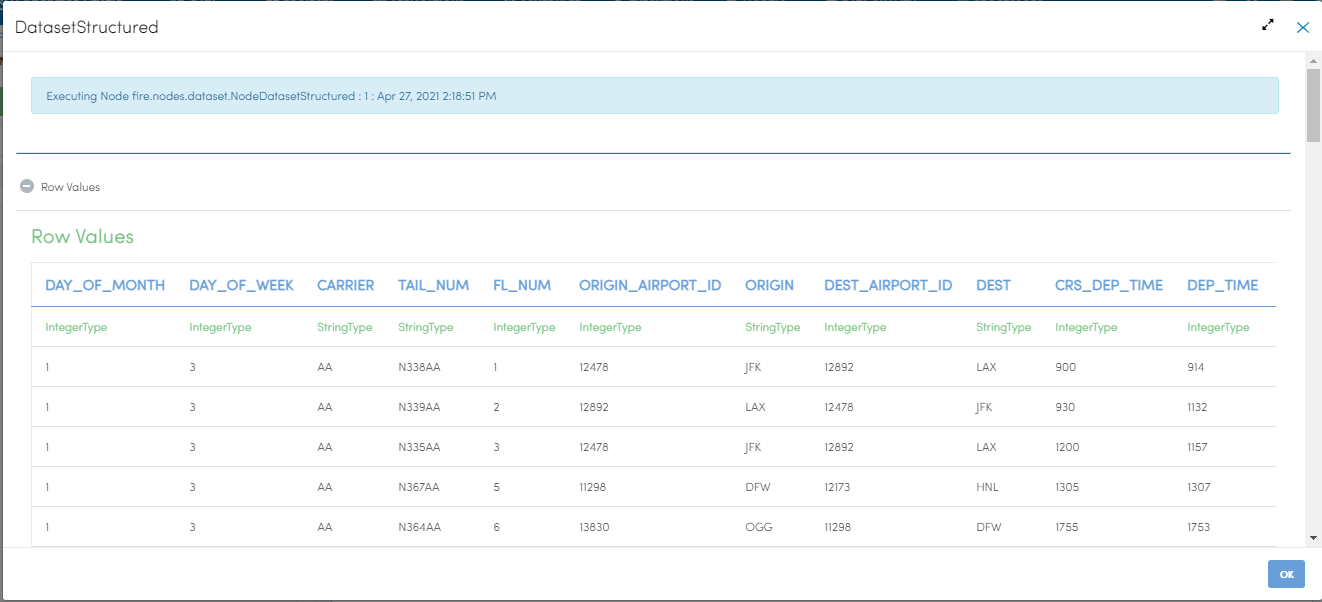 DatasetStructured
Executing Node fire.nodes.dataset.NodeDatasetStructured : 1 : Apr 27, 2021 2:18:51 PM
Row Values
Row Values
DAY_OF_MONTH DAY_OF_WEEK CARRIER TAIL_NUM FL_NUM ORIGIN_AIRPORT_ID ORIGIN DEST_AIRPORT_ID DEST CRS_DEP_TIME DEP_TIME
IntegerType IntegerType StringType StringType IntegerType IntegerType StringType IntegerType StringType IntegerType IntegerType
1 3 AA N338AA 1 12478 JFK 12892 LAX 900 914
1 3 AA N339AA 2 12892 LAX 12478 JFK 930 1132
1 3 AA N335AA 3 12478 JFK 12892 LAX 1200 1157
1 3 AA N367AA 5 11298 DFW 12173 HNL 1305 1307
1 3 AA N364AA 6 13830 OGG 11298 DFW 1755 1753
OK